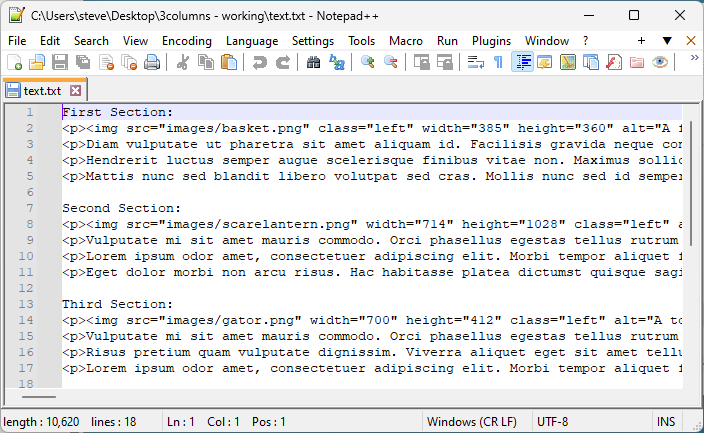 C:\Users\steve\Desktop\3columns - working\text.txt - Notepad++
File Edit Search View Encoding Language Settings Tools Macro Run Plugins Window ? + ▼ ✕
text.txt
1 First Section:
2 <p><img src="images/basket.png" class="left" width="385" height="360" alt="A f
3 <p>Diam vulputate ut pharetra sit amet aliquam id. Facilisis gravida neque con
4 <p>Hendrerit luctus semper augue scelerisque finibus vitae non. Maximus sollic
5 <p>Mattis nunc sed blandit libero volutpat sed cras. Mollis nunc sed id semper
6
7 Second Section:
8 <p><img src="images/scarelantern.png" width="714" height="1028" class="left" a
9 <p>Vulputate mi sit amet mauris commodo. Orci phasellus egestas tellus rutrum
10 <p>Lorem ipsum odor amet, consectetuer adipiscing elit. Morbi tempor aliquet f
11 <p>Eget dolor morbi non arcu risus. Hac habitasse platea dictumst quisque sagi
12
13 Third Section:
14 <p><img src="images/gator.png" width="700" height="412" class="left" alt="A to
15 <p>Vulputate mi sit amet mauris commodo. Orci phasellus egestas tellus rutrum
16 <p>Risus pretium quam vulputate dignissim. Viverra aliquet eget sit amet tellu
17 <p>Lorem ipsum odor amet, consectetuer adipiscing elit. Morbi tempor aliquet f
18
length : 10,620 lines : 18 Ln : 1 Col : 1 Pos : 1 Windows (CR LF) UTF-8 INS